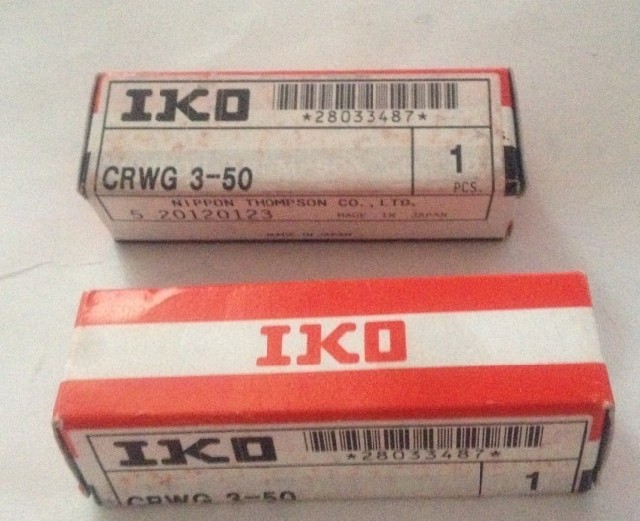 IKO
*28033487*
CRWG 3-50
1
PCS.
NIPPON THOMPSON CO.,LTD.
5 20120123 MADE IN JAPAN
MADE IN JAPAN
IKO
IKO
*28033487*
CRWG 3-50
1